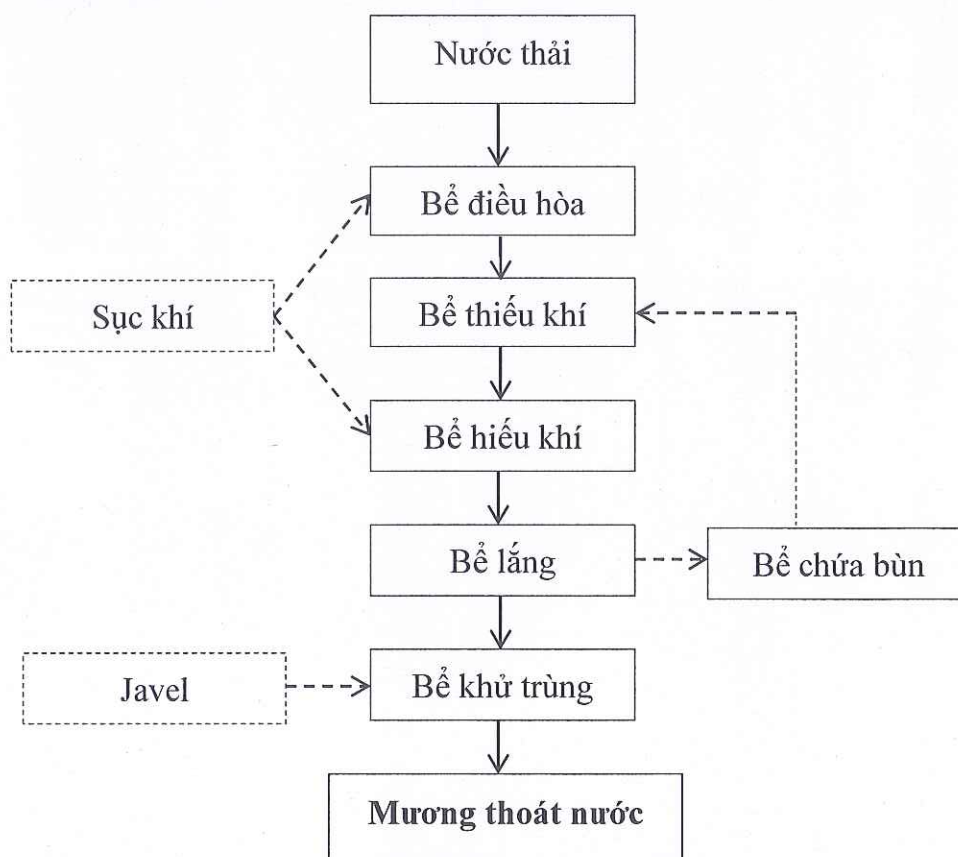 Nước thải
Bể điều hòa
Sục khí
Bể thiếu khí
Bể hiếu khí
Bể lắng
Bể chứa bùn
Javel
Bể khử trùng
Mương thoát nước